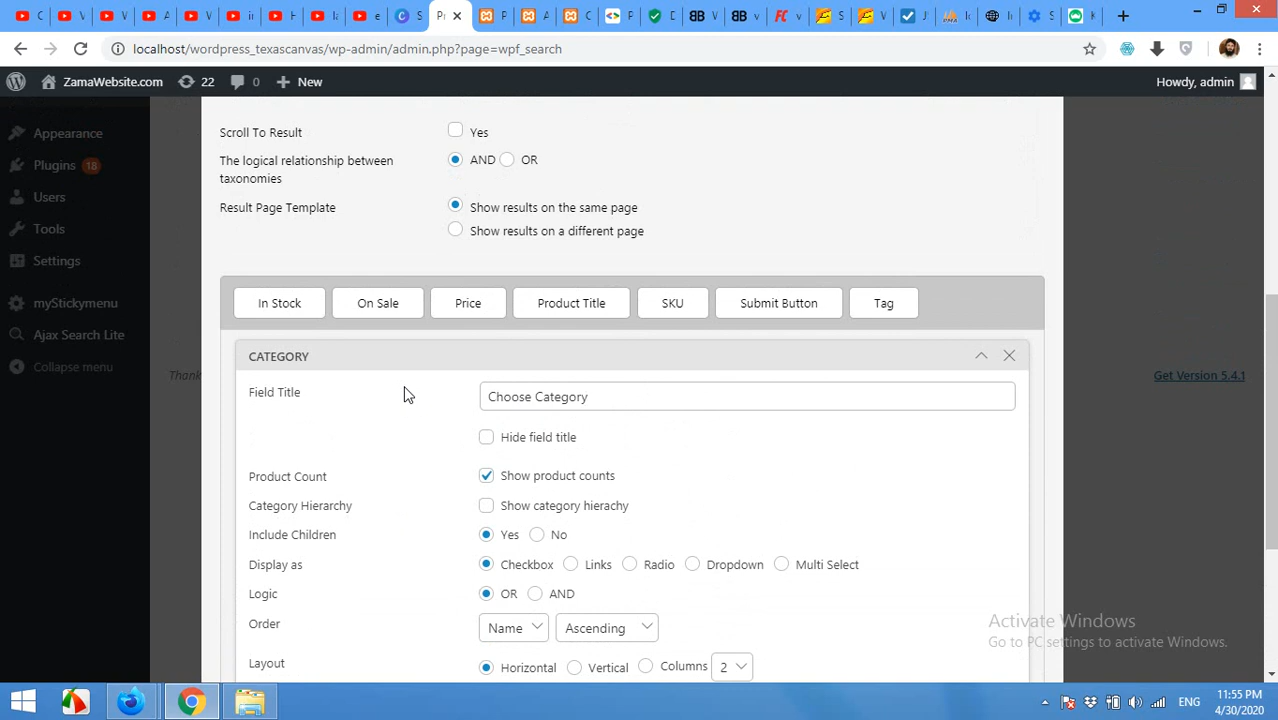 localhost/wordpress_texascanvas/wp-admin/admin.php?page=wpf_search
ZamaWebsite.com 22 0 New Howdy, admin
Appearance
Plugins 18
Users
Tools
Settings
myStickymenu
Ajax Search Lite
Collapse menu
Scroll To Result Yes
The logical relationship between taxonomies AND OR
Result Page Template Show results on the same page
Show results on a different page
In Stock On Sale Price Product Title SKU Submit Button Tag
CATEGORY
Thank Get Version 5.4.1
Field Title Choose Category
Hide field title
Product Count Show product counts
Category Hierarchy Show category hierachy
Include Children Yes No
Display as Checkbox Links Radio Dropdown Multi Select
Logic OR AND
Order Name Ascending
Layout Horizontal Vertical Columns 2
Activate Windows
Go to PC settings to activate Windows.
ENG 11:55 PM
4/30/2020